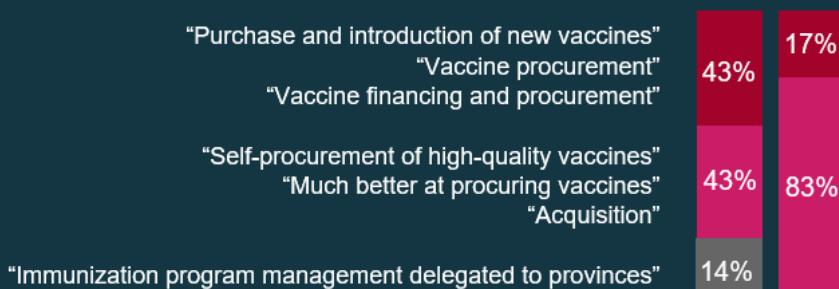 “Purchase and introduction of new vaccines”
“Vaccine procurement”
“Vaccine financing and procurement”
43%
17%
“Self-procurement of high-quality vaccines”
“Much better at procuring vaccines”
“Acquisition”
43%
83%
“Immunization program management delegated to provinces”
14%